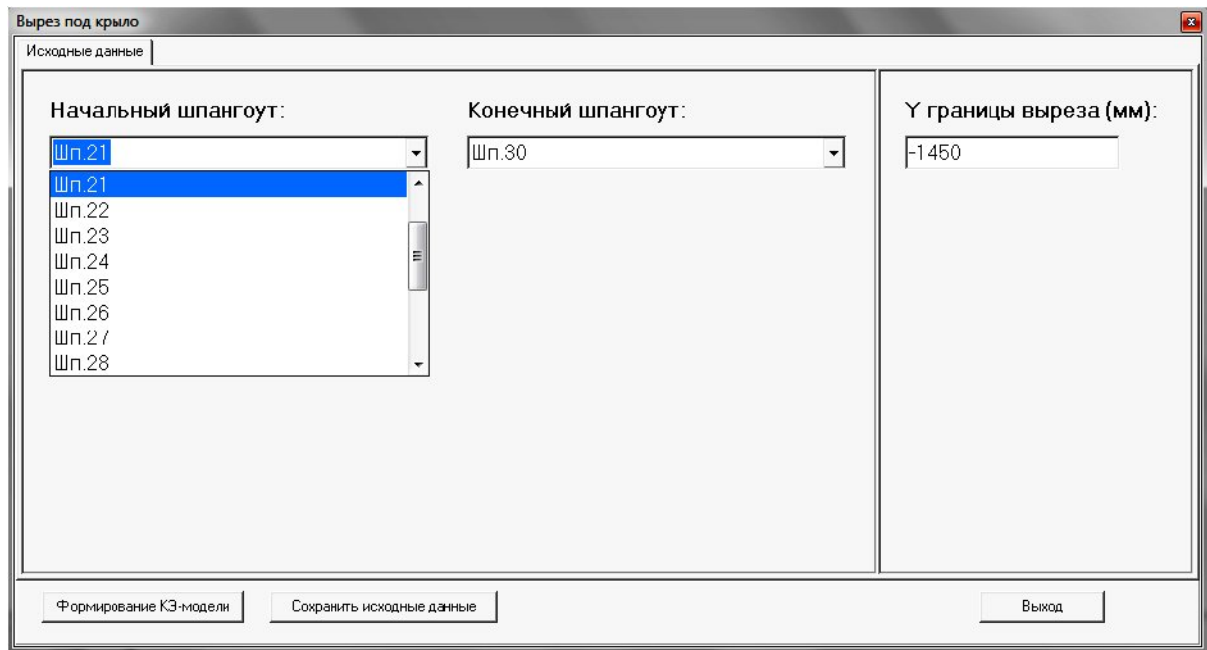 Вырез под крыло
Исходные данные
Начальный шпангоут:
Конечный шпангоут:
Y границы выреза (мм):
Шп.21
Шп.30
-1450
Шп.21
Шп.22
Шп.23
Шп.24
Шп.25
Шп.26
Шп.27
Шп.28
Формирование КЭ-модели
Сохранить исходные данные
Выход